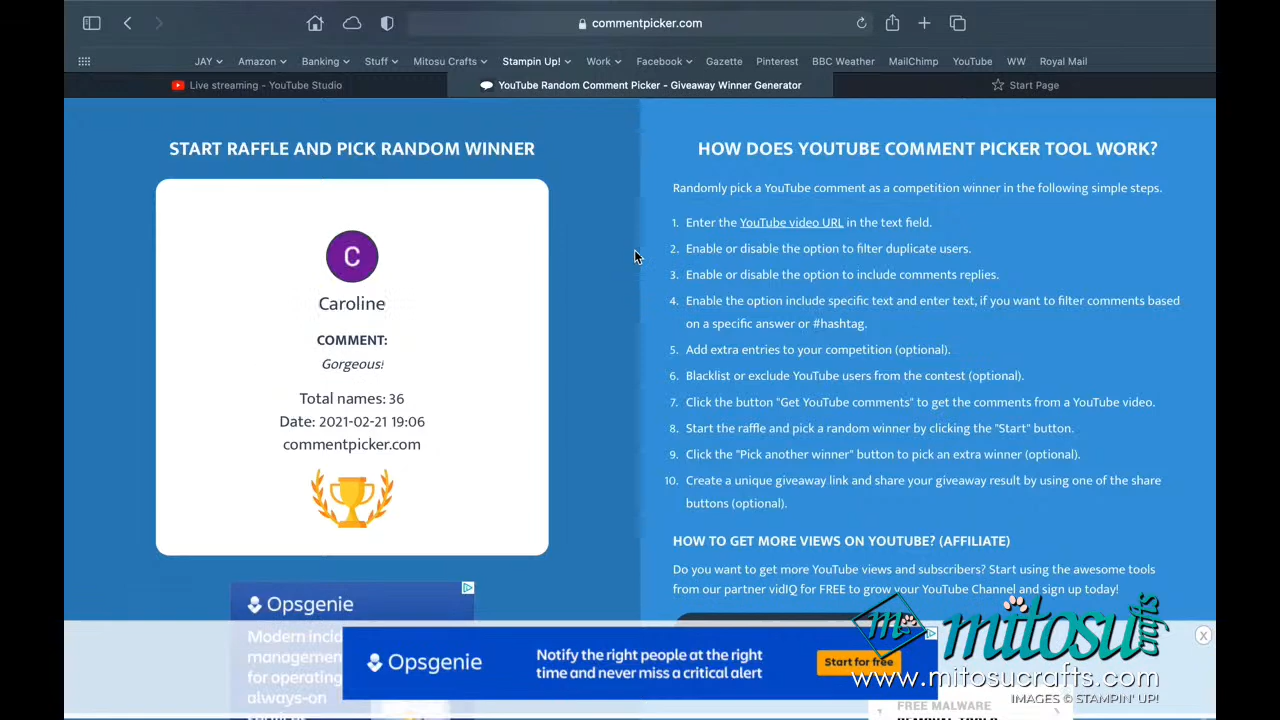 commentpicker.com
JAY
Amazon
Banking
Stuff
Mitosu Crafts
Stampin Up!
Work
Facebook
Gazette
Pinterest
BBC Weather
MailChimp
YouTube
WW
Royal Mail
Live streaming - YouTube Studio
YouTube Random Comment Picker - Giveaway Winner Generator
Start Page
START RAFFLE AND PICK RANDOM WINNER
C
Caroline
COMMENT:
Gorgeous!
Total names: 36
Date: 2021-02-21 19:06
commentpicker.com
HOW DOES YOUTUBE COMMENT PICKER TOOL WORK?
Randomly pick a YouTube comment as a competition winner in the following simple steps.
1. Enter the YouTube video URL in the text field.
2. Enable or disable the option to filter duplicate users.
3. Enable or disable the option to include comments replies.
4. Enable the option include specific text and enter text, if you want to filter comments based
on a specific answer or #hashtag.
5. Add extra entries to your competition (optional).
6. Blacklist or exclude YouTube users from the contest (optional).
7. Click the button "Get YouTube comments" to get the comments from a YouTube video.
8. Start the raffle and pick a random winner by clicking the "Start" button.
9. Click the "Pick another winner" button to pick an extra winner (optional).
10. Create a unique giveaway link and share your giveaway result by using one of the share
buttons (optional).
HOW TO GET MORE VIEWS ON YOUTUBE? (AFFILIATE)
Do you want to get more YouTube views and subscribers? Start using the awesome tools
from our partner vidIQ for FREE to grow your YouTube Channel and sign up today!
Opsgenie
Modern
management
for operating
always-on
Opsgenie
Notify the right people at the right
time and never miss a critical alert
Start for free
m
mitosu
crafts
www.mitosucrafts.com
IMAGES © STAMPIN' UP!
FREE MALWARE